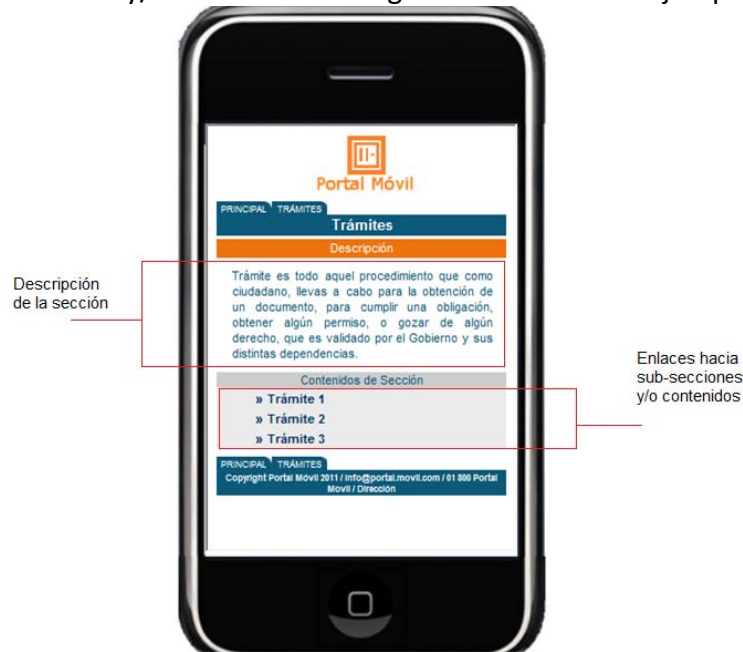 Portal Móvil
PRINCIPAL TRÁMITES
Trámites
Descripción
Trámite es todo aquel procedimiento que como
ciudadano, llevas a cabo para la obtención de
un documento, para cumplir una obligación,
obtener algún permiso, o gozar de algún
derecho, que es validado por el Gobierno y sus
distintas dependencias.
Descripción
de la sección
Contenidos de Sección
» Trámite 1
» Trámite 2
» Trámite 3
Enlaces hacia
sub-secciones
y/o contenidos
PRINCIPAL TRÁMITES
Copyright Portal Móvil 2011 / info@portal.movil.com / 01 800 Portal
Movil / Dirección